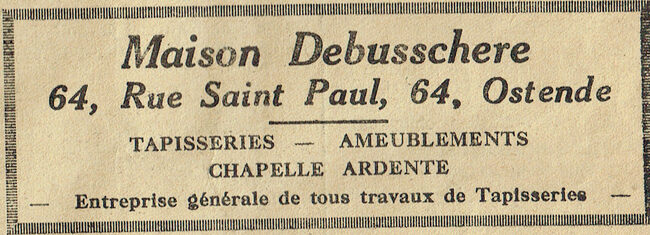 Maison Debusschere
64, Rue Saint Paul, 64, Ostende
TAPISSERIES — AMEUBLEMENTS
CHAPELLE ARDENTE
— Entreprise générale de tous travaux de Tapisseries —